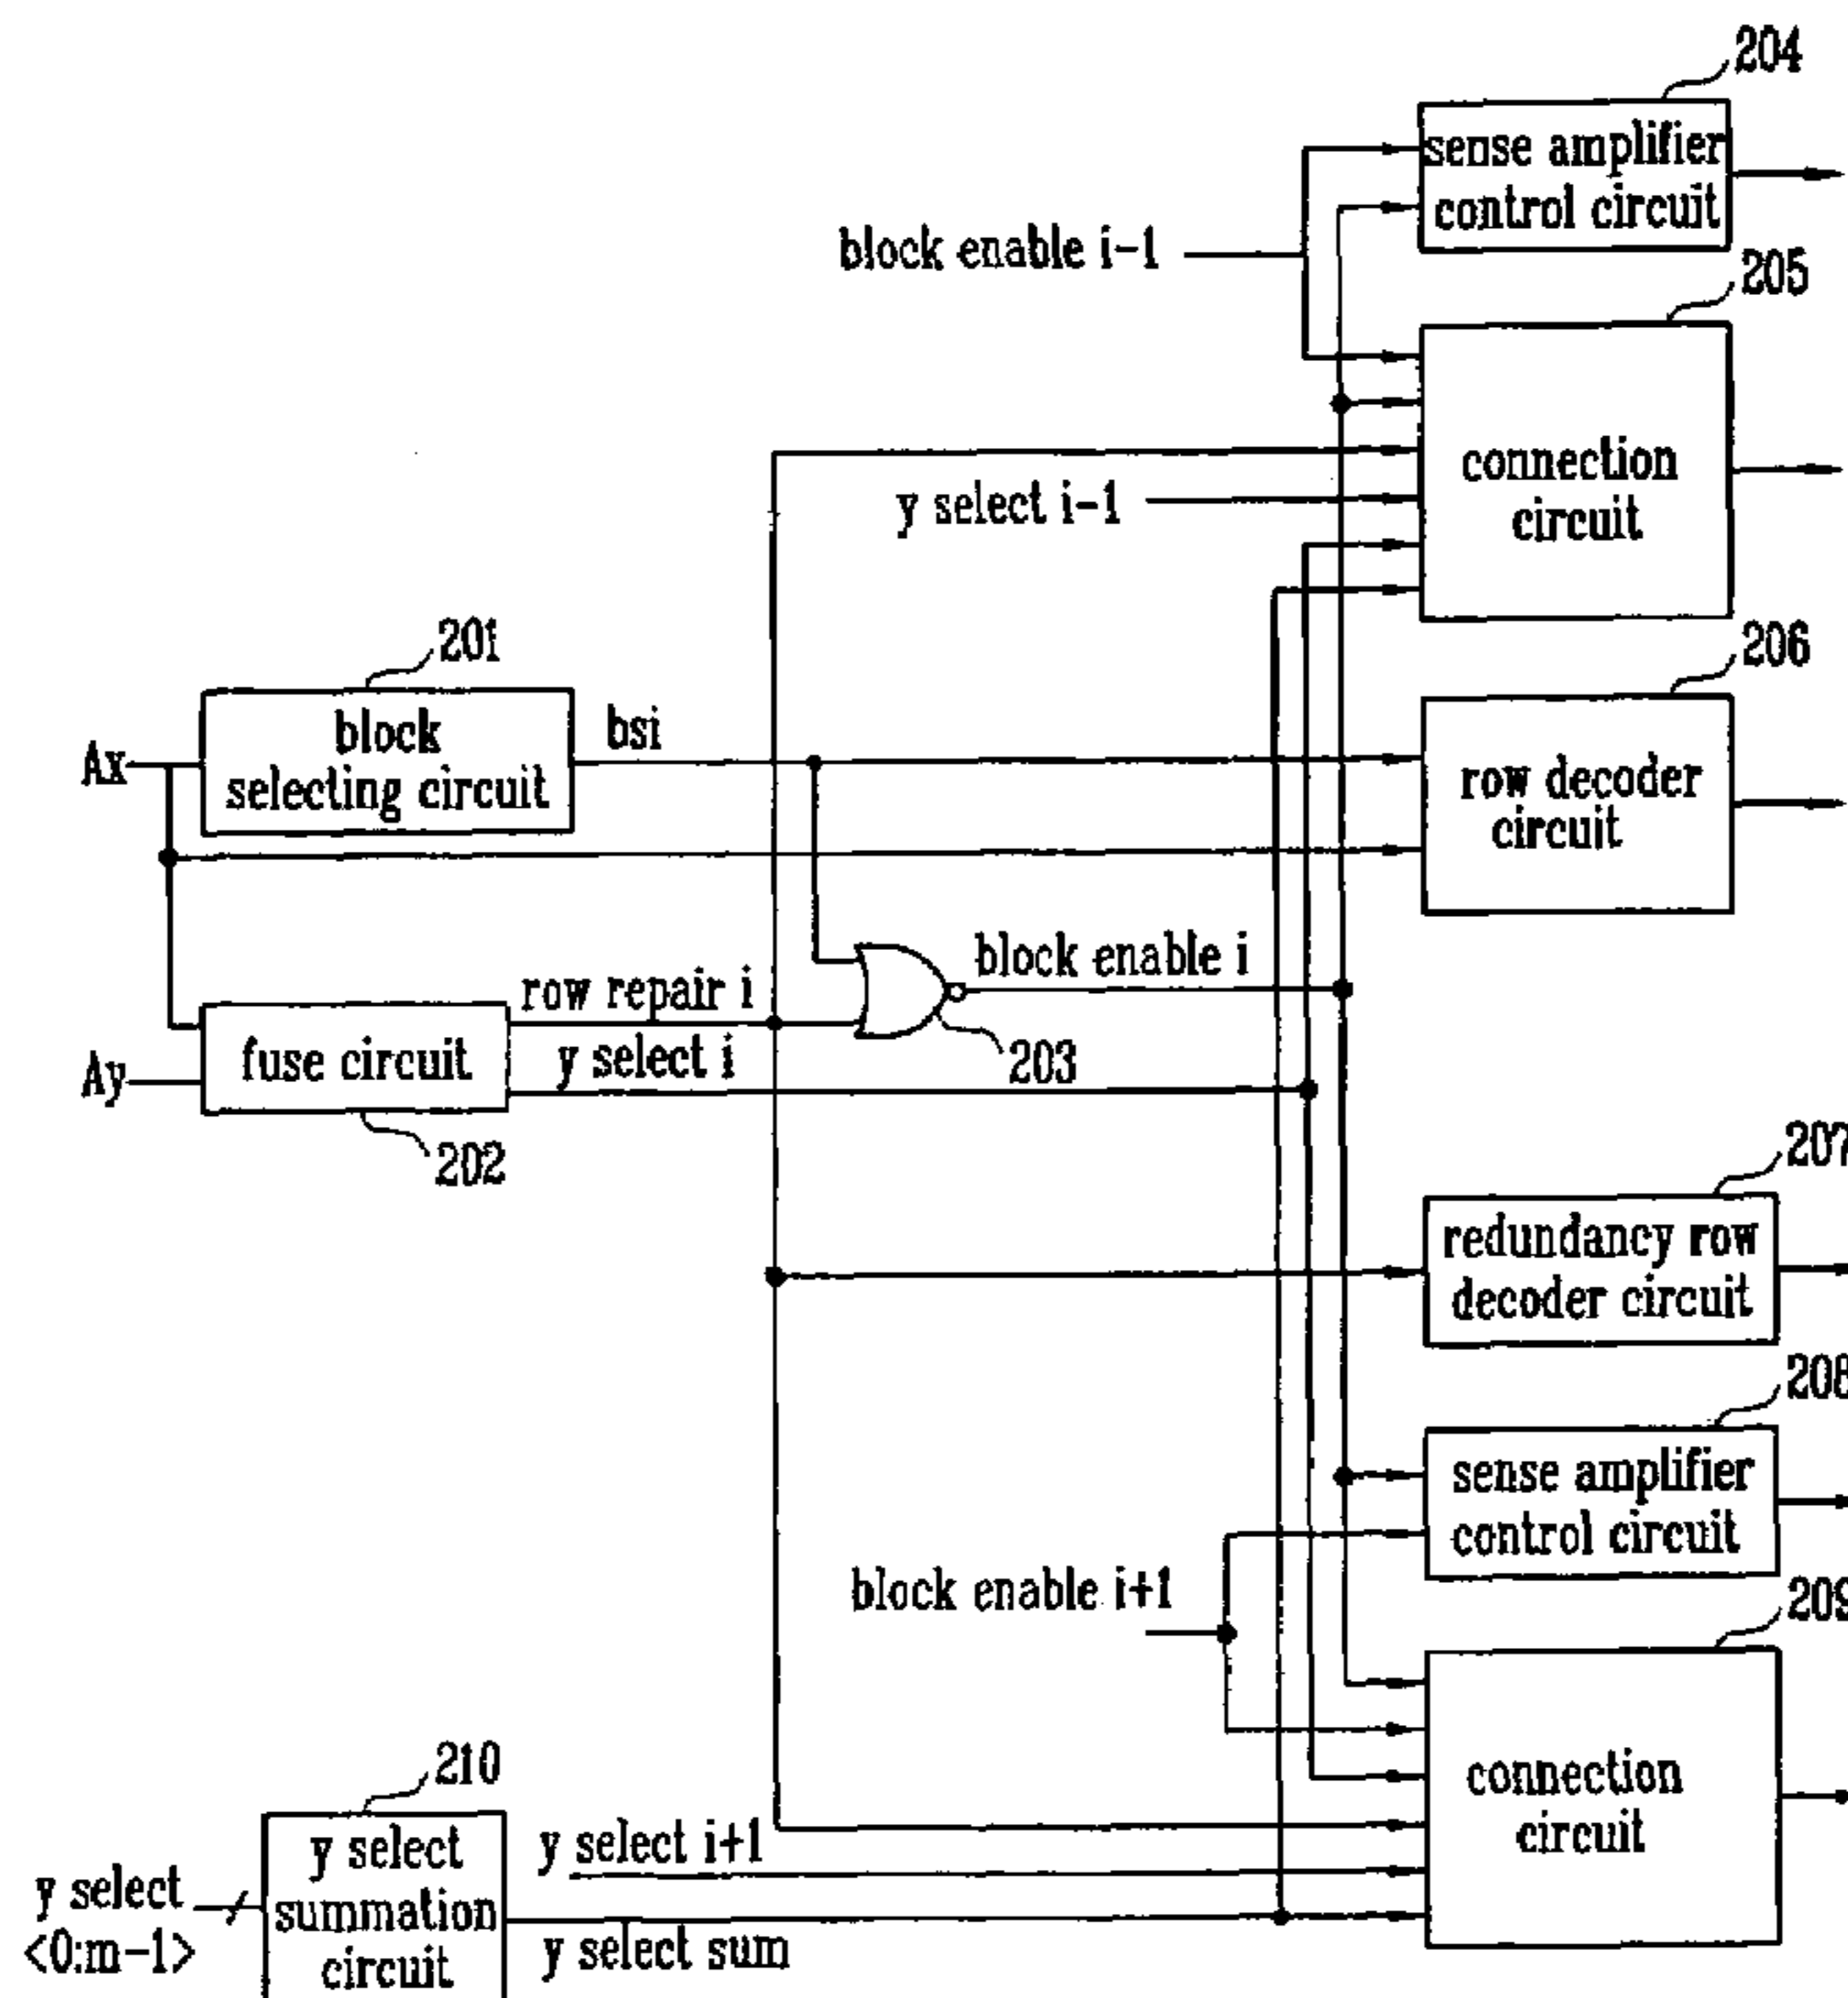 204
sense amplifier
control circuit
block enable i-1
205
connection
circuit
y select i-1
206
201
block
selecting circuit
bsi
Ax
row decoder
circuit
block enable i
row repair i
fuse circuit
y select i
203
Ay
202
207
redundancy row
decoder circuit
208
sense amplifier
control circuit
block enable i+1
209
connection
circuit
210
y select
summation
circuit
y select i+1
y select
<0:m-1>
y select sum